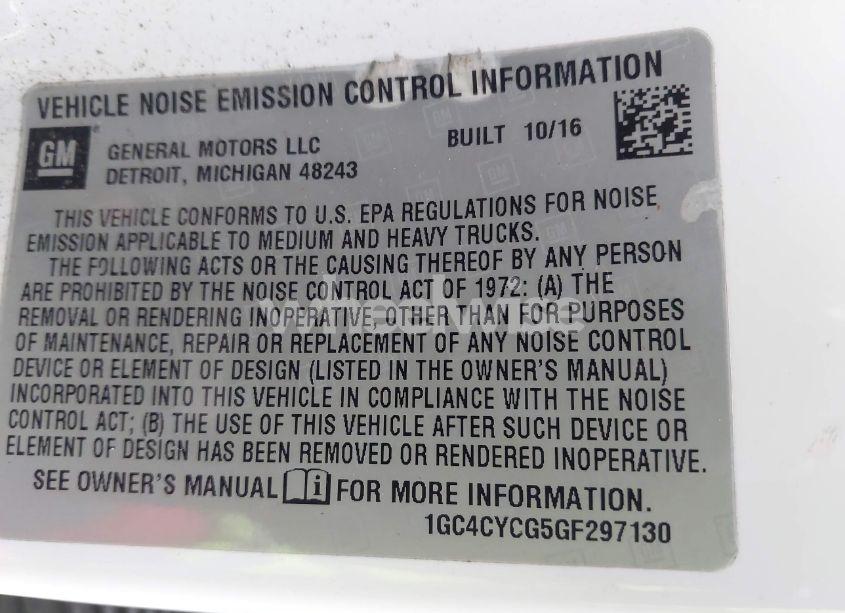 VEHICLE NOISE EMISSION CONTROL INFORMATION
GM
GENERAL MOTORS LLC
DETROIT, MICHIGAN 48243
BUILT 10/16
THIS VEHICLE CONFORMS TO U.S. EPA REGULATIONS FOR NOISE
EMISSION APPLICABLE TO MEDIUM AND HEAVY TRUCKS.
THE FOLLOWING ACTS OR THE CAUSING THEREOF BY ANY PERSON
ARE PROHIBITED BY THE NOISE CONTROL ACT OF 1972: (A) THE
REMOVAL OR RENDERING INOPERATIVE, OTHER THAN FOR PURPOSES
OF MAINTENANCE, REPAIR OR REPLACEMENT OF ANY NOISE CONTROL
DEVICE OR ELEMENT OF DESIGN (LISTED IN THE OWNER'S MANUAL)
INCORPORATED INTO THIS VEHICLE IN COMPLIANCE WITH THE NOISE
CONTROL ACT; (B) THE USE OF THIS VEHICLE AFTER SUCH DEVICE OR
ELEMENT OF DESIGN HAS BEEN REMOVED OR RENDERED INOPERATIVE.
SEE OWNER'S MANUAL i FOR MORE INFORMATION.
1GC4CYCG5GF297130
wheelwise